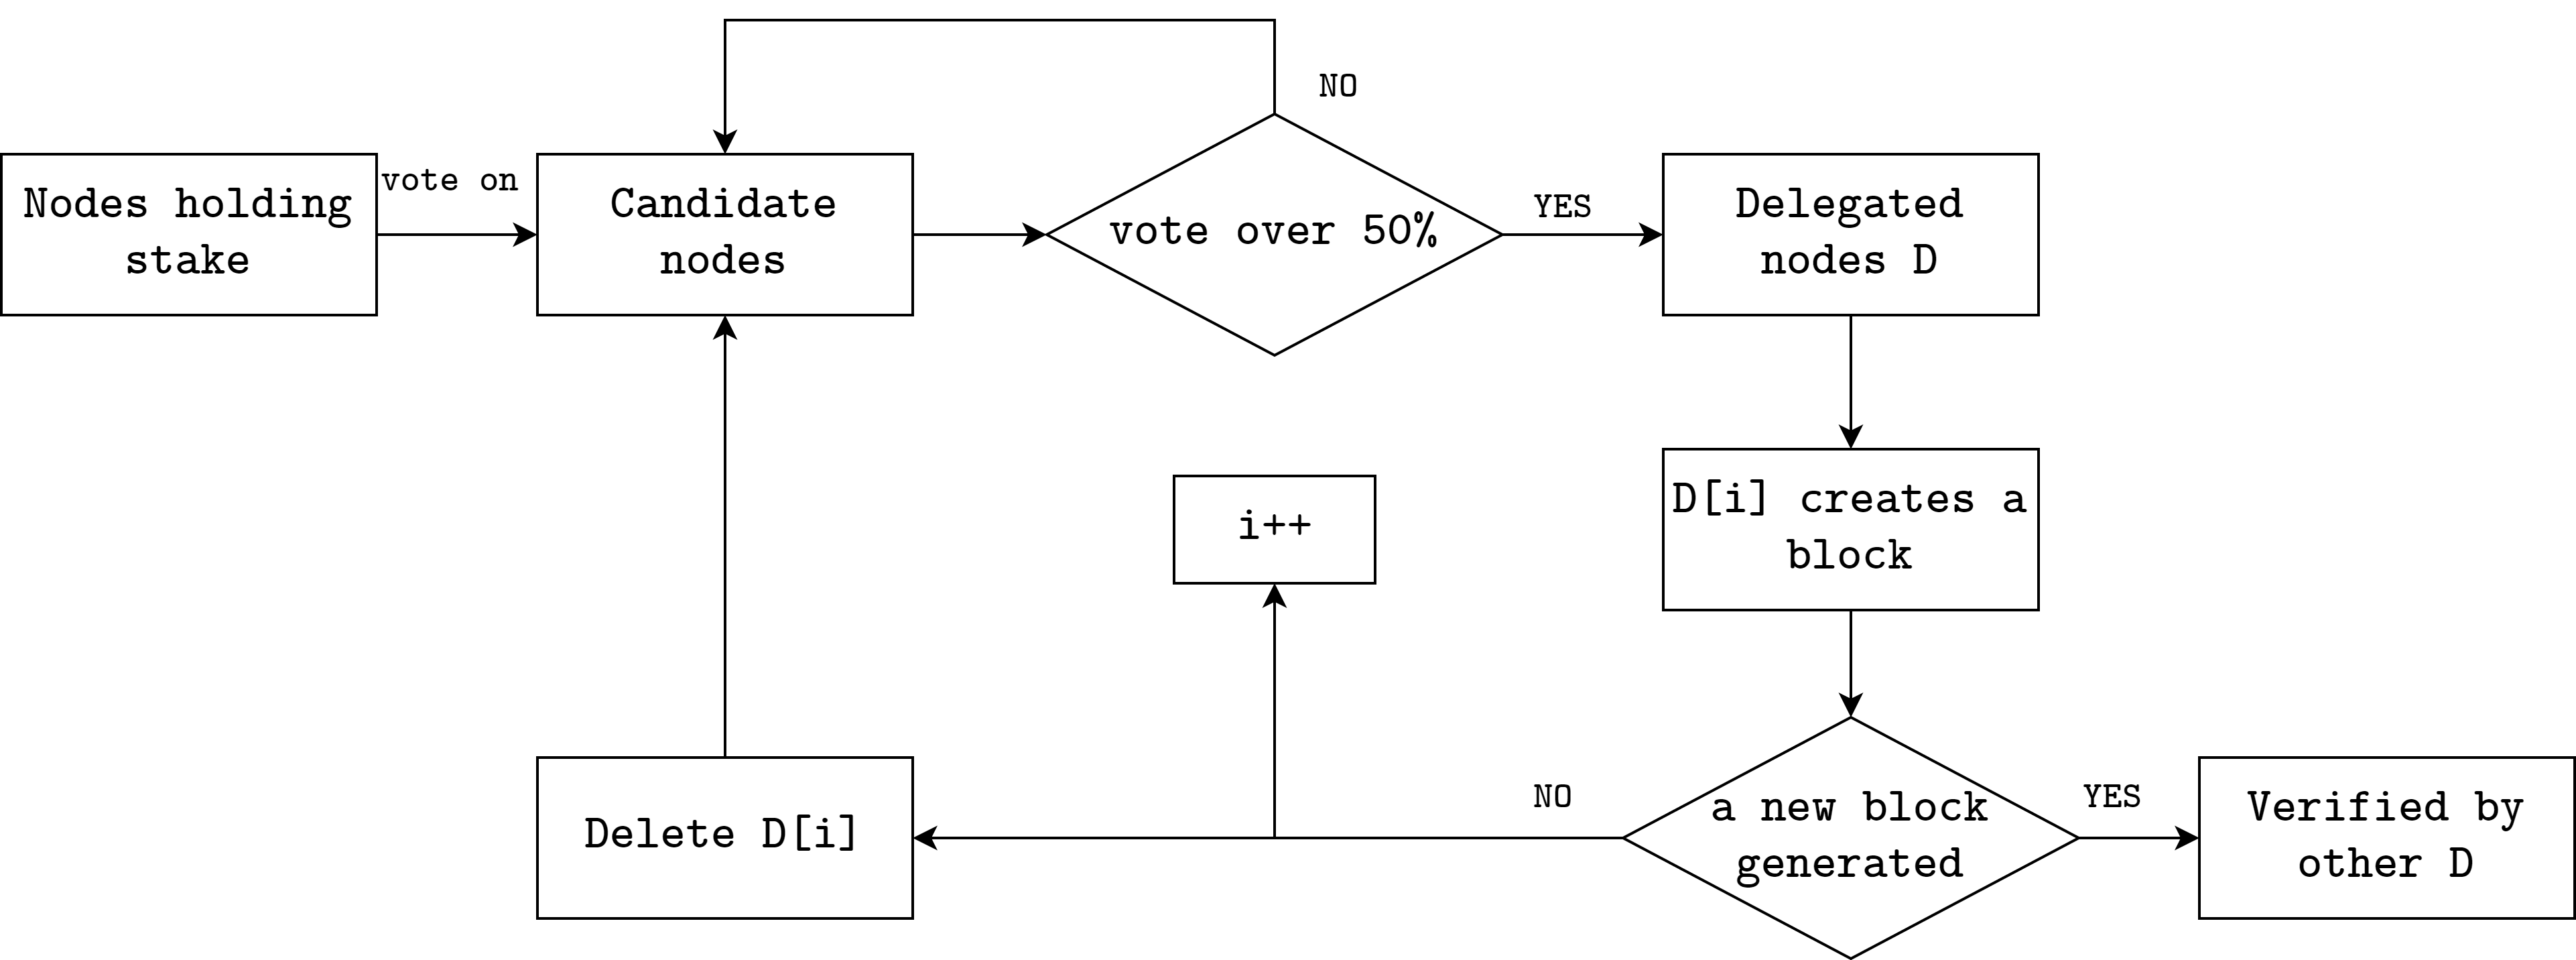 NO
vote on
Nodes holding
stake
Candidate
nodes
vote over 50%
YES
Delegated
nodes D
i++
D[i] creates a
block
Delete D[i]
NO
a new block
generated
YES
Verified by
other D